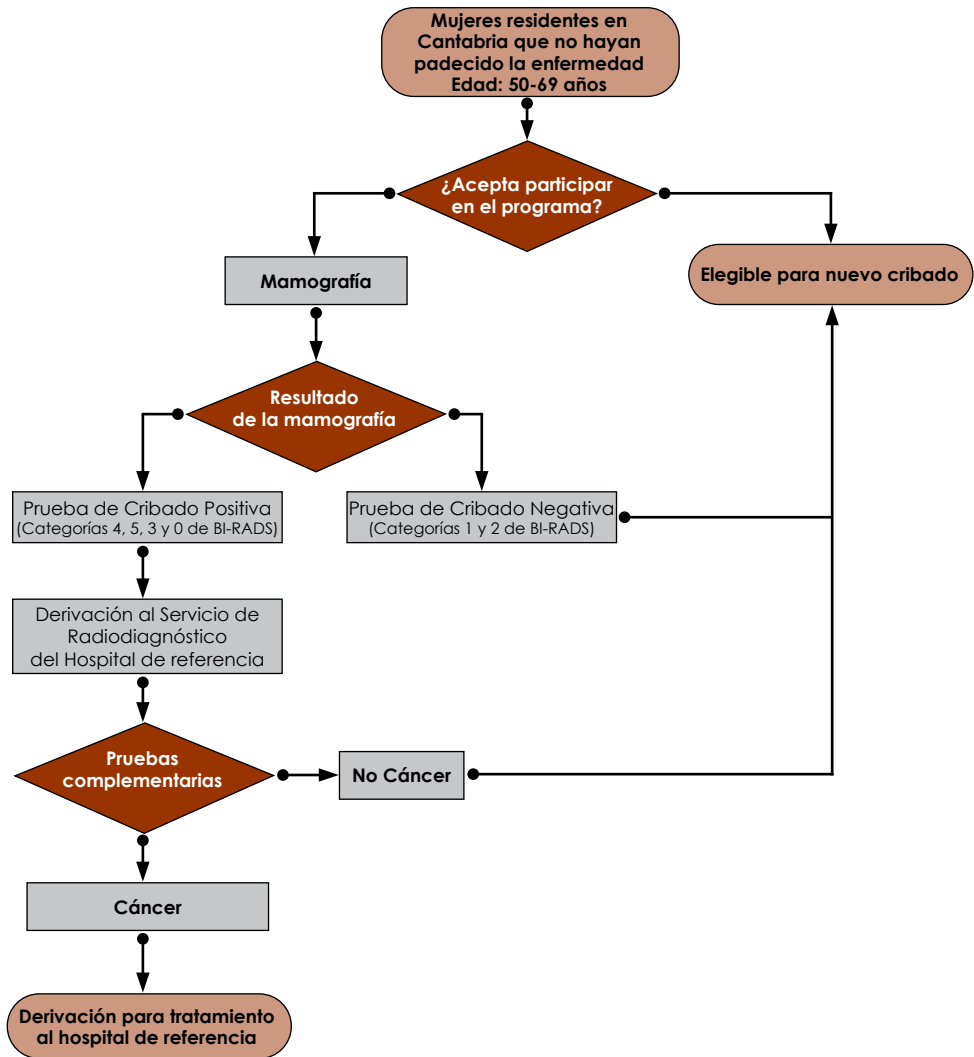 Mujeres residentes en
Cantabria que no hayan
padecido la enfermedad
Edad: 50-69 años
¿Acepta participar
en el programa?
Mamografía
Elegible para nuevo cribado
Resultado
de la mamografía
Prueba de Cribado Positiva
(Categorías 4, 5, 3 y 0 de BI-RADS)
Prueba de Cribado Negativa
(Categorías 1 y 2 de BI-RADS)
Derivación al Servicio de
Radiodiagnóstico
del Hospital de referencia
Pruebas
complementarias
No Cáncer
Cáncer
Derivación para tratamiento
al hospital de referencia